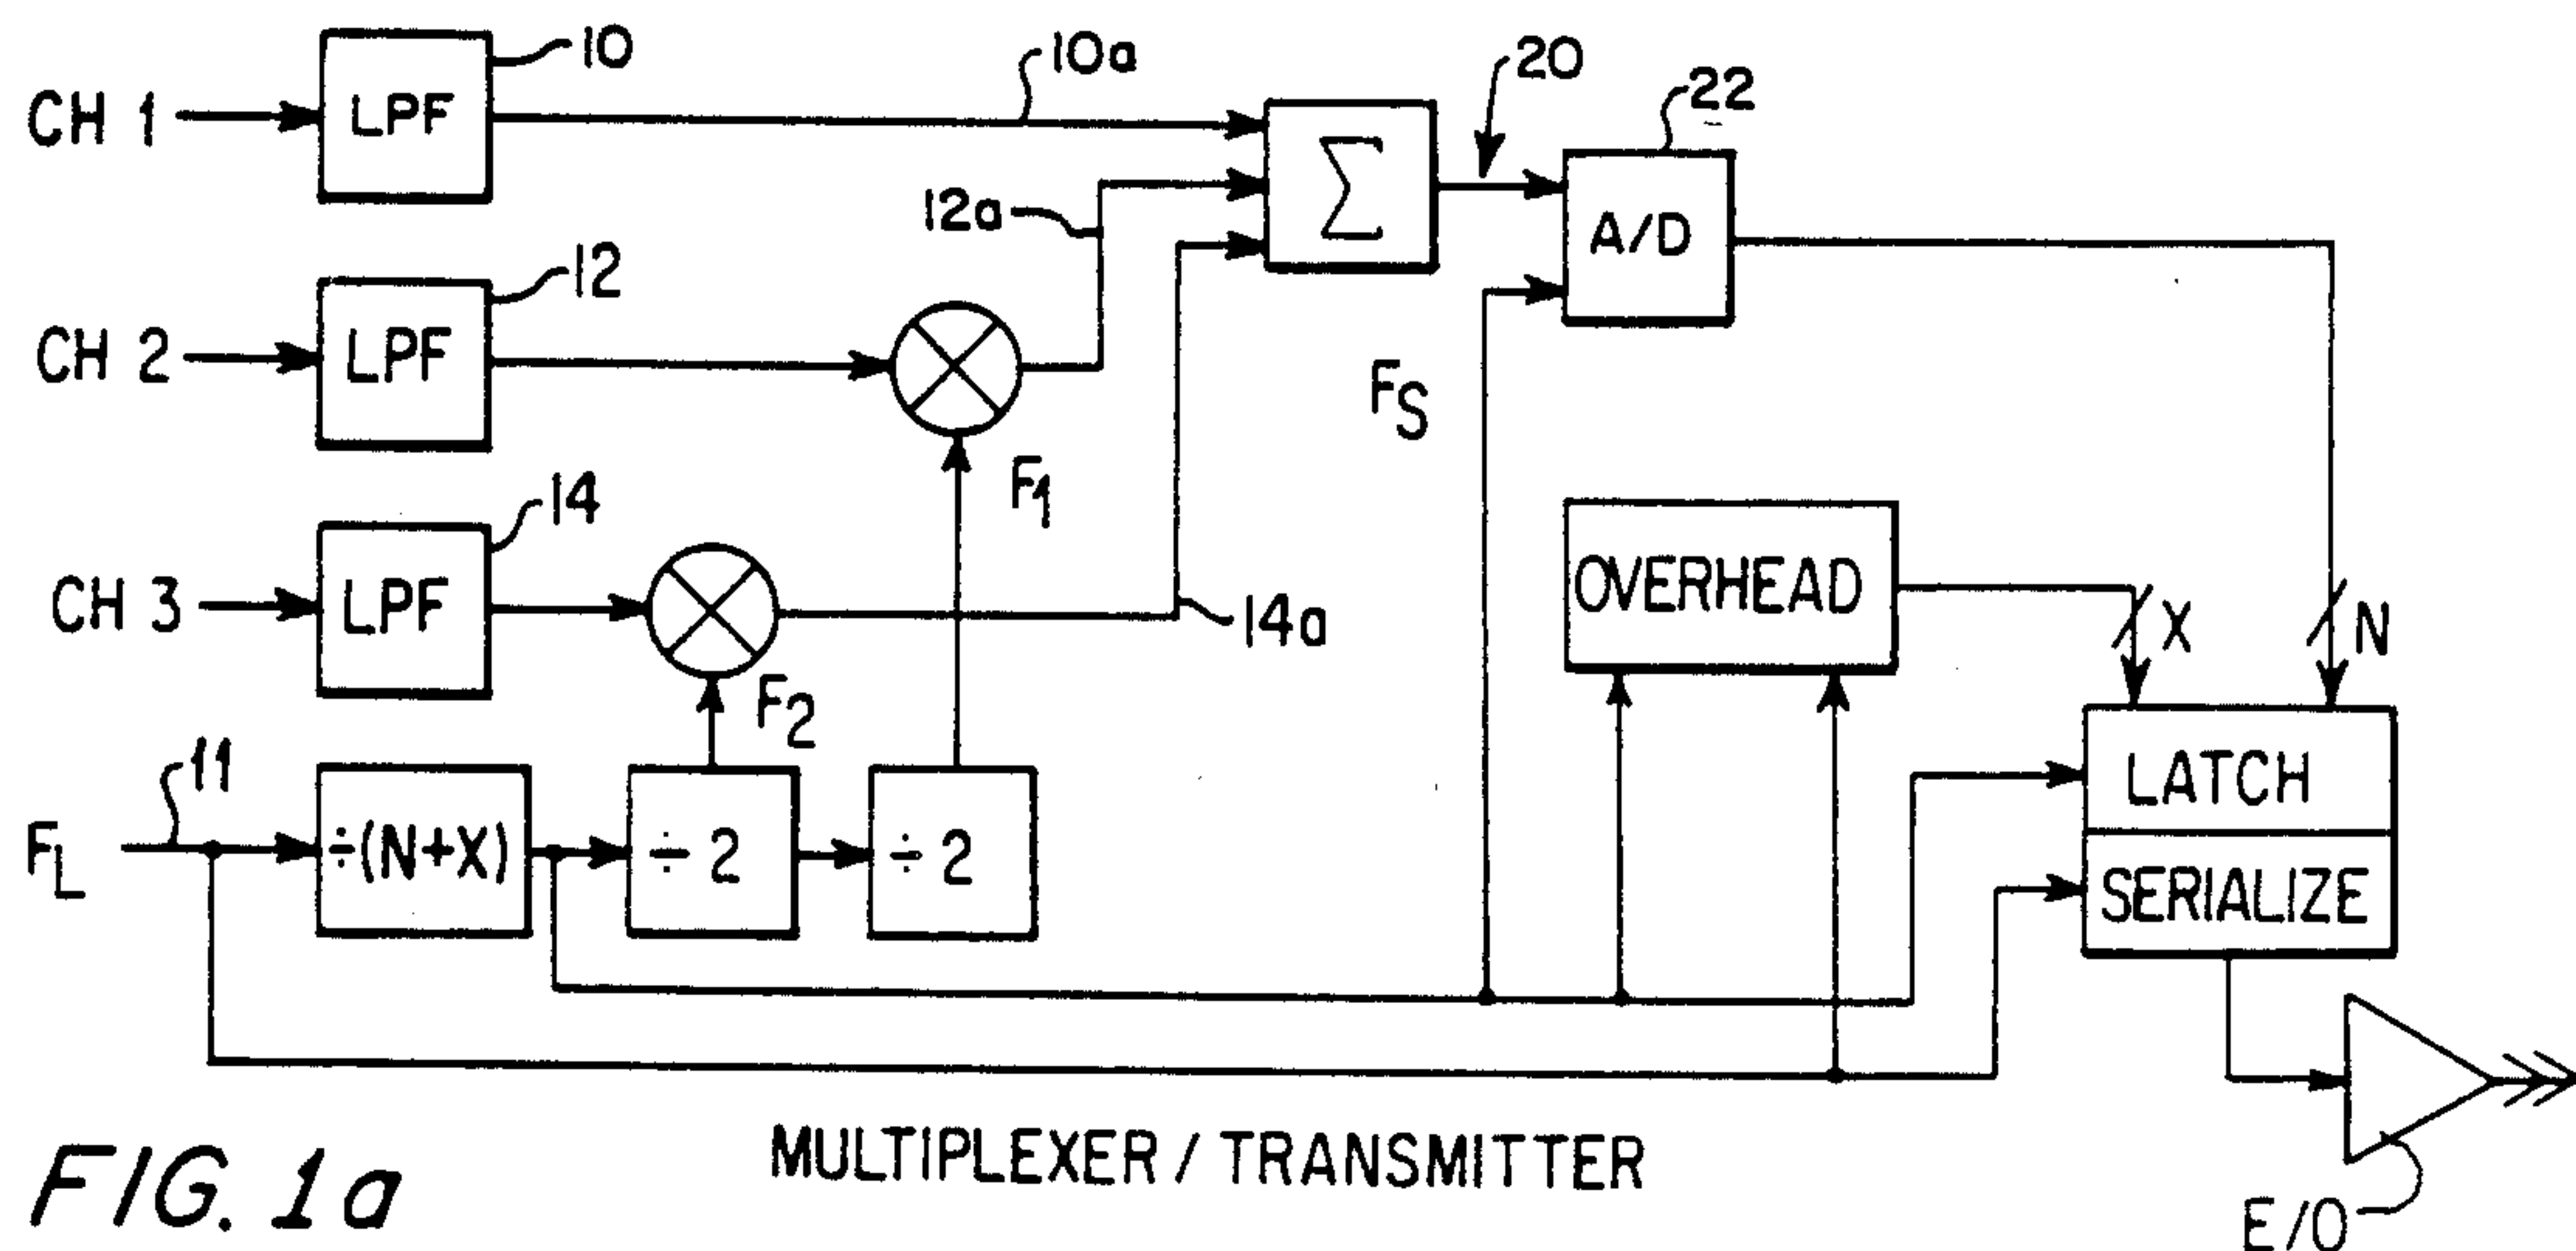 10
10a
20
22
CH 1
LPF
Σ
A/D
12a
12
CH 2
LPF
F1
FS
14
CH 3
LPF
F2
14a
OVERHEAD
X
N
11
FL
÷(N+X)
÷ 2
÷ 2
LATCH
SERIALIZE
MULTIPLEXER / TRANSMITTER
FIG. 1a
E/O